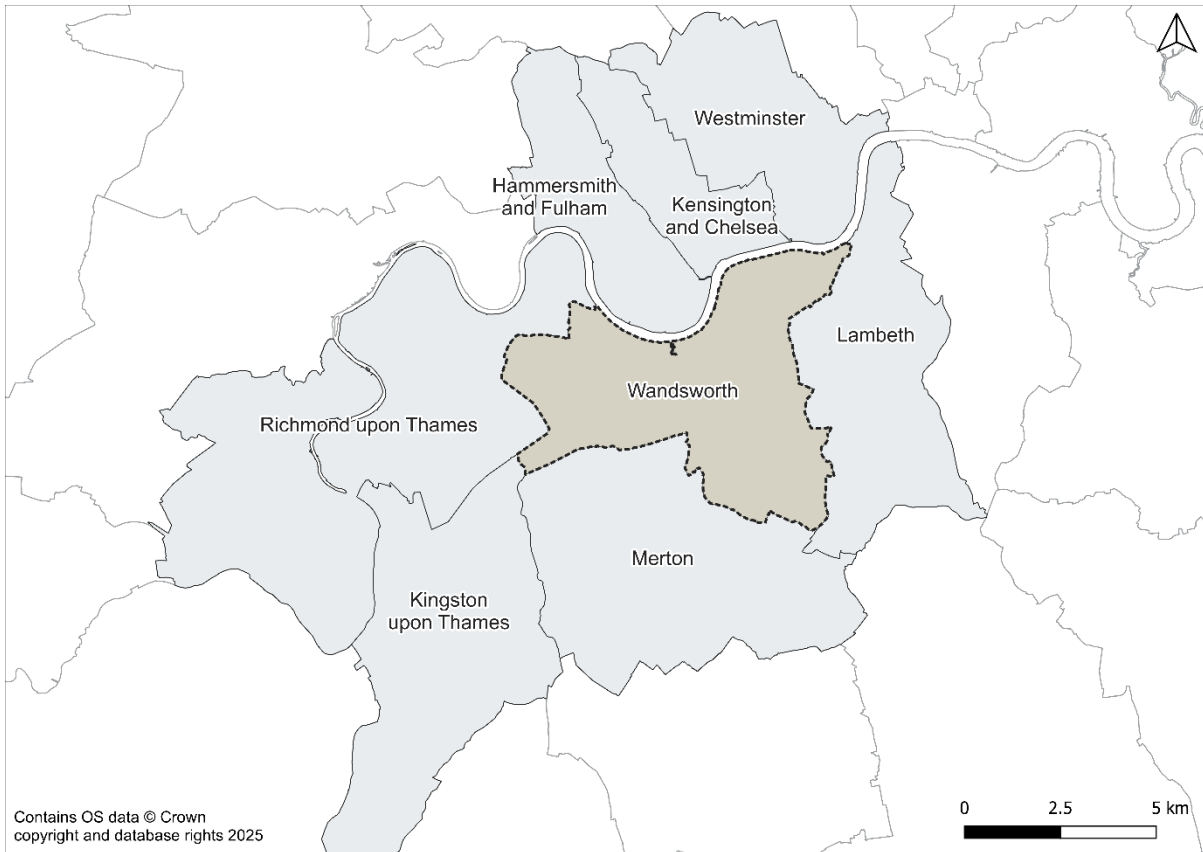 Westminster
Hammersmith
and Fulham
Kensington
and Chelsea
Lambeth
Wandsworth
Richmond upon Thames
Merton
Kingston
upon Thames
Contains OS data © Crown
copyright and database rights 2025
0 2.5 5 km